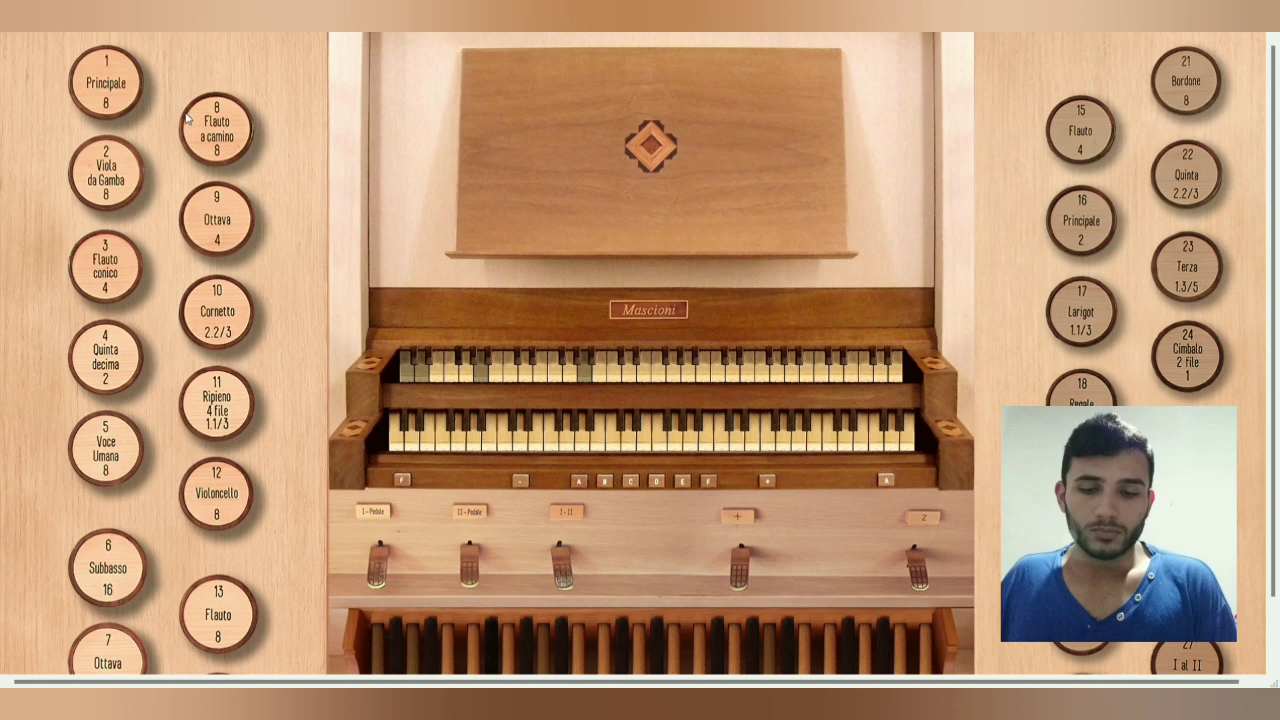 1
Principale
8
2
Viola
da Gamba
8
3
Flauto
conico
4
4
Quinta
decima
2
5
Voce
Umana
8
6
Subbasso
16
7
Ottava
8
Flauto
a camino
8
9
Ottava
4
10
Cornetto
2.2/3
11
Ripieno
4 file
1.1/3
12
Violoncello
8
13
Flauto
8
Mascioni
F
-
A B C D E F
+
A
I-Pedale
II-Pedale
I-II
+
Z
15
Flauto
4
16
Principale
2
17
Larigot
1.1/3
18
Regale
21
Bordone
8
22
Quinta
2.2/3
23
Terza
1.3/5
24
Cimbalo
2 file
1
27
I al II